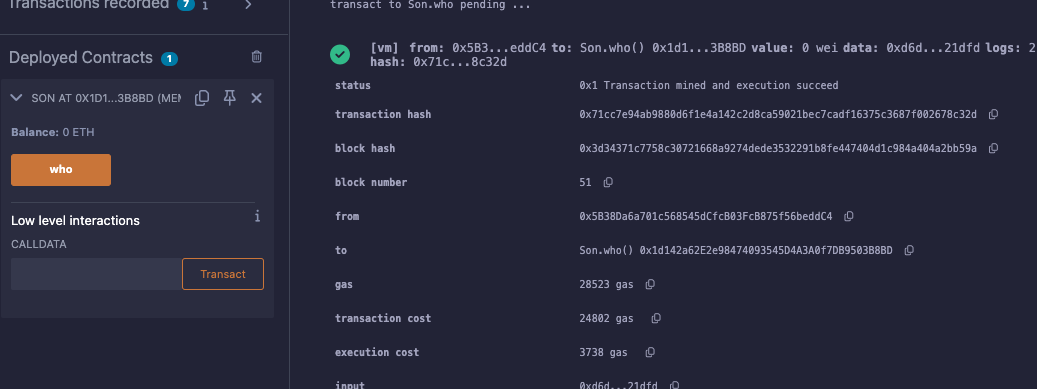 Transactions recorded 7 i >
Deployed Contracts 1
SON AT 0X1D1...3B8BD (MEM
Balance: 0 ETH
who
Low level interactions i
CALLDATA
Transact
transact to Son.who pending ...
[vm] from: 0x5B3...eddC4 to: Son.who() 0x1d1...3B8BD value: 0 wei data: 0xd6d...21dfd logs: 2
hash: 0x71c...8c32d
status 0x1 Transaction mined and execution succeed
transaction hash 0x71cc7e94ab9880d6f1e4a142c2d8ca59021bec7cadf16375c3687f002678c32d
block hash 0x3d34371c7758c30721668a9274dede3532291b8fe447404d1c984a404a2bb59a
block number 51
from 0x5B38Da6a701c568545dCfcB03FcB875f56beddC4
to Son.who() 0x1d142a62E2e98474093545D4A3A0f7DB9503B8BD
gas 28523 gas
transaction cost 24802 gas
execution cost 3738 gas
input 0xd6d...21dfd